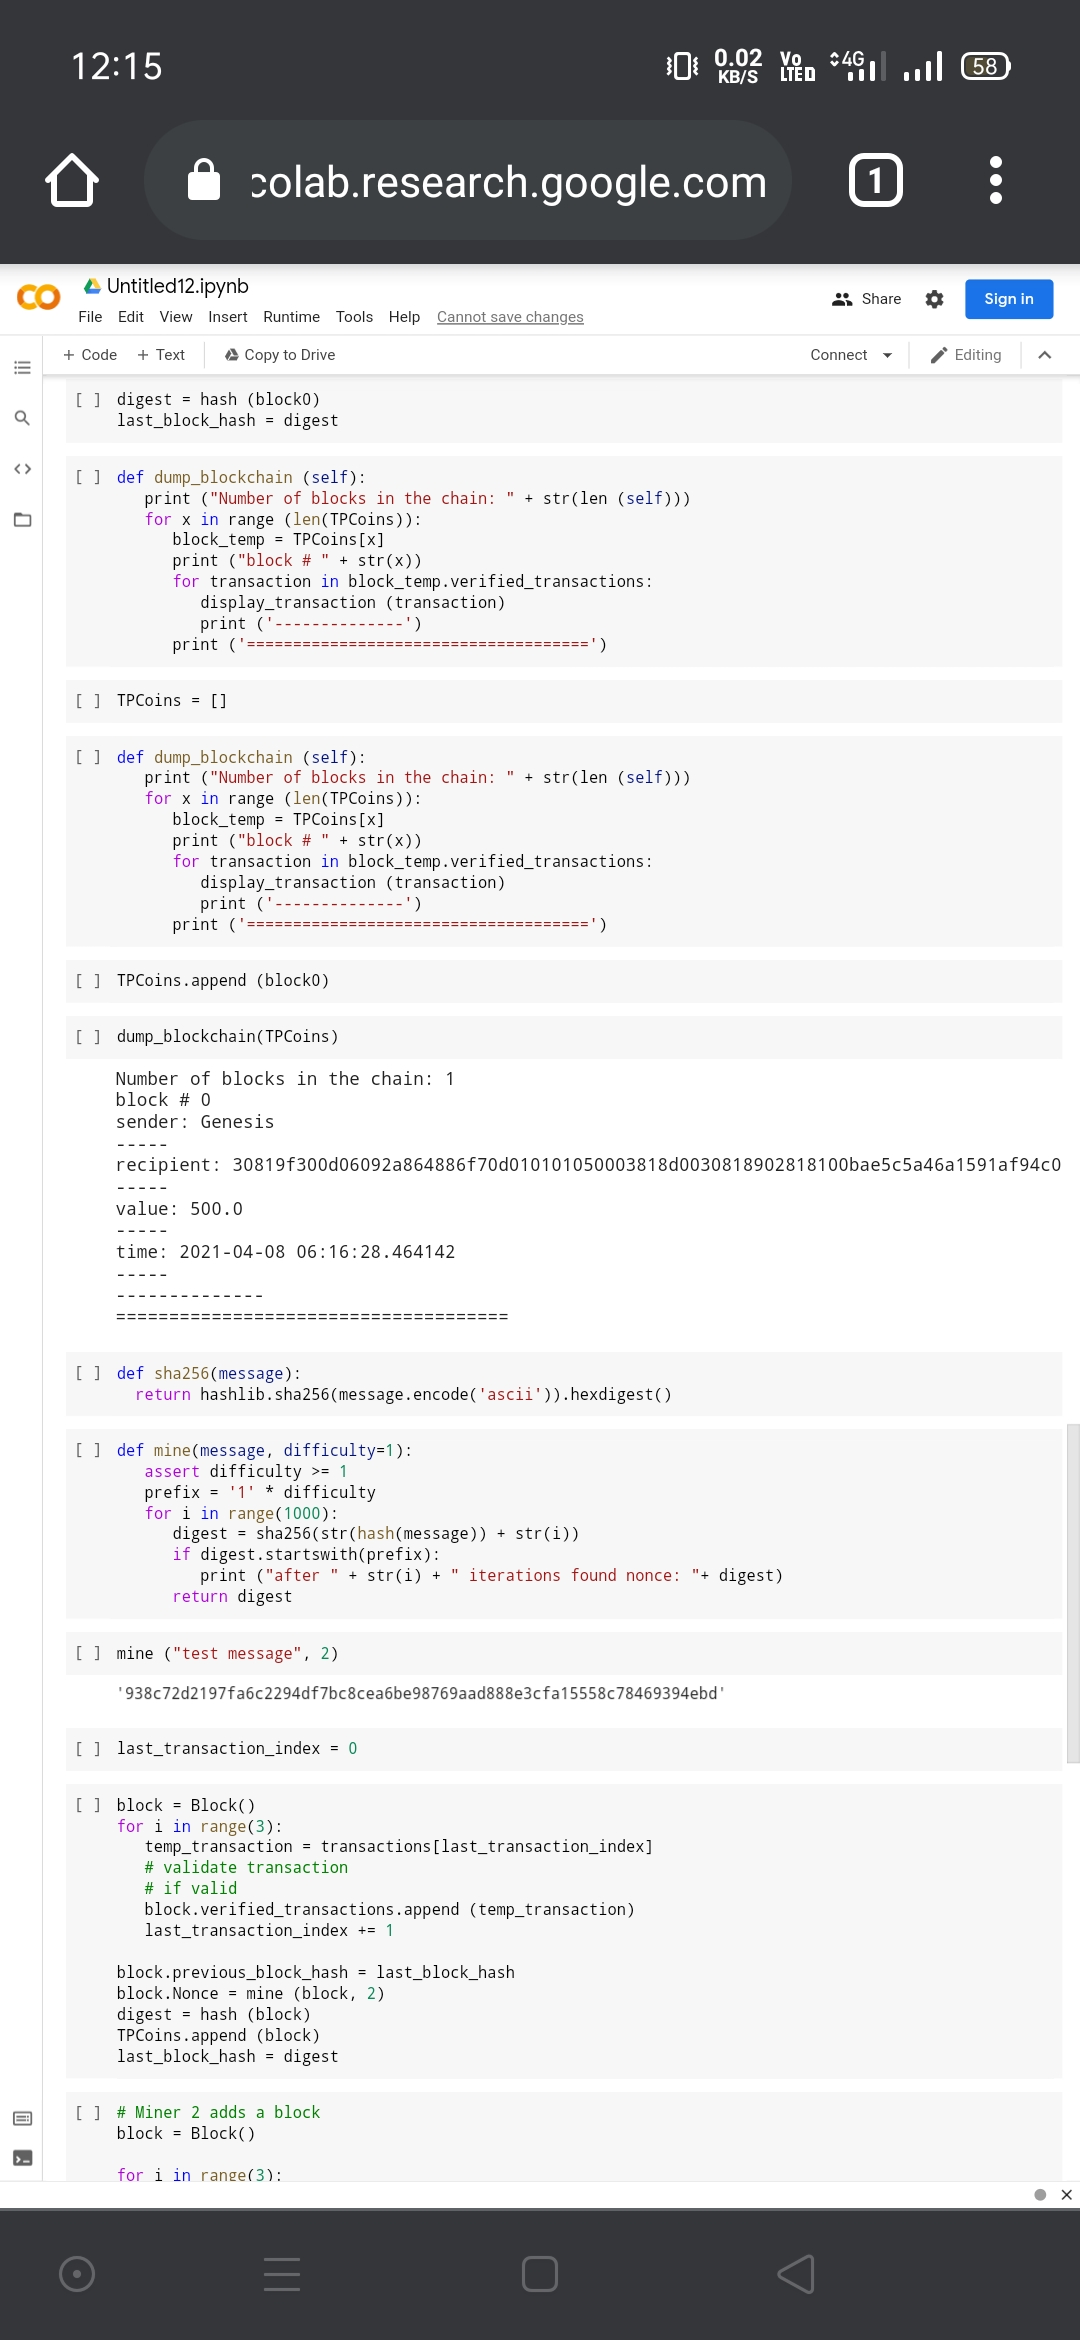 12:15
0.02 KB/S
Vo LTE
4G
58
colab.research.google.com
1
Untitled12.ipynb
File Edit View Insert Runtime Tools Help Cannot save changes
Share
Sign in
+ Code + Text Copy to Drive
Connect
Editing
[ ] digest = hash (block0)
last_block_hash = digest
[ ] def dump_blockchain (self):
   print ("Number of blocks in the chain: " + str(len (self)))
   for x in range (len(TPCoins)):
      block_temp = TPCoins[x]
      print ("block # " + str(x))
      for transaction in block_temp.verified_transactions:
         display_transaction (transaction)
         print ('--------------')
      print ('=====================================')
[ ] TPCoins = []
[ ] def dump_blockchain (self):
   print ("Number of blocks in the chain: " + str(len (self)))
   for x in range (len(TPCoins)):
      block_temp = TPCoins[x]
      print ("block # " + str(x))
      for transaction in block_temp.verified_transactions:
         display_transaction (transaction)
         print ('--------------')
      print ('=====================================')
[ ] TPCoins.append (block0)
[ ] dump_blockchain(TPCoins)
Number of blocks in the chain: 1
block # 0
sender: Genesis
-----
recipient: 30819f300d06092a864886f70d010101050003818d0030818902818100bae5c5a46a1591af94c0
-----
value: 500.0
-----
time: 2021-04-08 06:16:28.464142
-----
--------------
=====================================
[ ] def sha256(message):
  return hashlib.sha256(message.encode('ascii')).hexdigest()
[ ] def mine(message, difficulty=1):
   assert difficulty >= 1
   prefix = '1' * difficulty
   for i in range(1000):
      digest = sha256(str(hash(message)) + str(i))
      if digest.startswith(prefix):
         print ("after " + str(i) + " iterations found nonce: "+ digest)
      return digest
[ ] mine ("test message", 2)
'938c72d2197fa6c2294df7bc8cea6be98769aad888e3cfa15558c78469394ebd'
[ ] last_transaction_index = 0
[ ] block = Block()
for i in range(3):
   temp_transaction = transactions[last_transaction_index]
   # validate transaction
   # if valid
   block.verified_transactions.append (temp_transaction)
   last_transaction_index += 1
block.previous_block_hash = last_block_hash
block.Nonce = mine (block, 2)
digest = hash (block)
TPCoins.append (block)
last_block_hash = digest
[ ] # Miner 2 adds a block
block = Block()
for i in range(3):